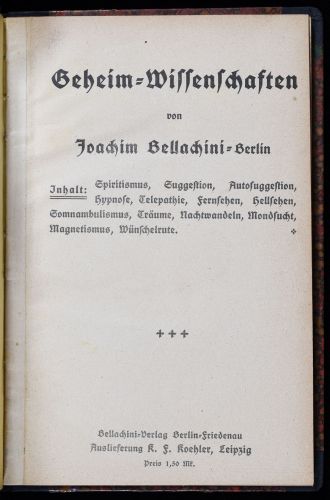 Geheim=Wissenschaften
von
Joachim Bellachini=Berlin
Inhalt: Spiritismus, Suggestion, Autosuggestion,
Hypnose, Telepathie, Fernsehen, Hellsehen,
Somnambulismus, Träume, Nachtwandeln, Mondsucht,
Magnetismus, Wünschelrute.
+++
Bellachini-Verlag Berlin-Friedenau
Auslieferung K. F. Koehler, Leipzig
Preis 1,50 Mk.